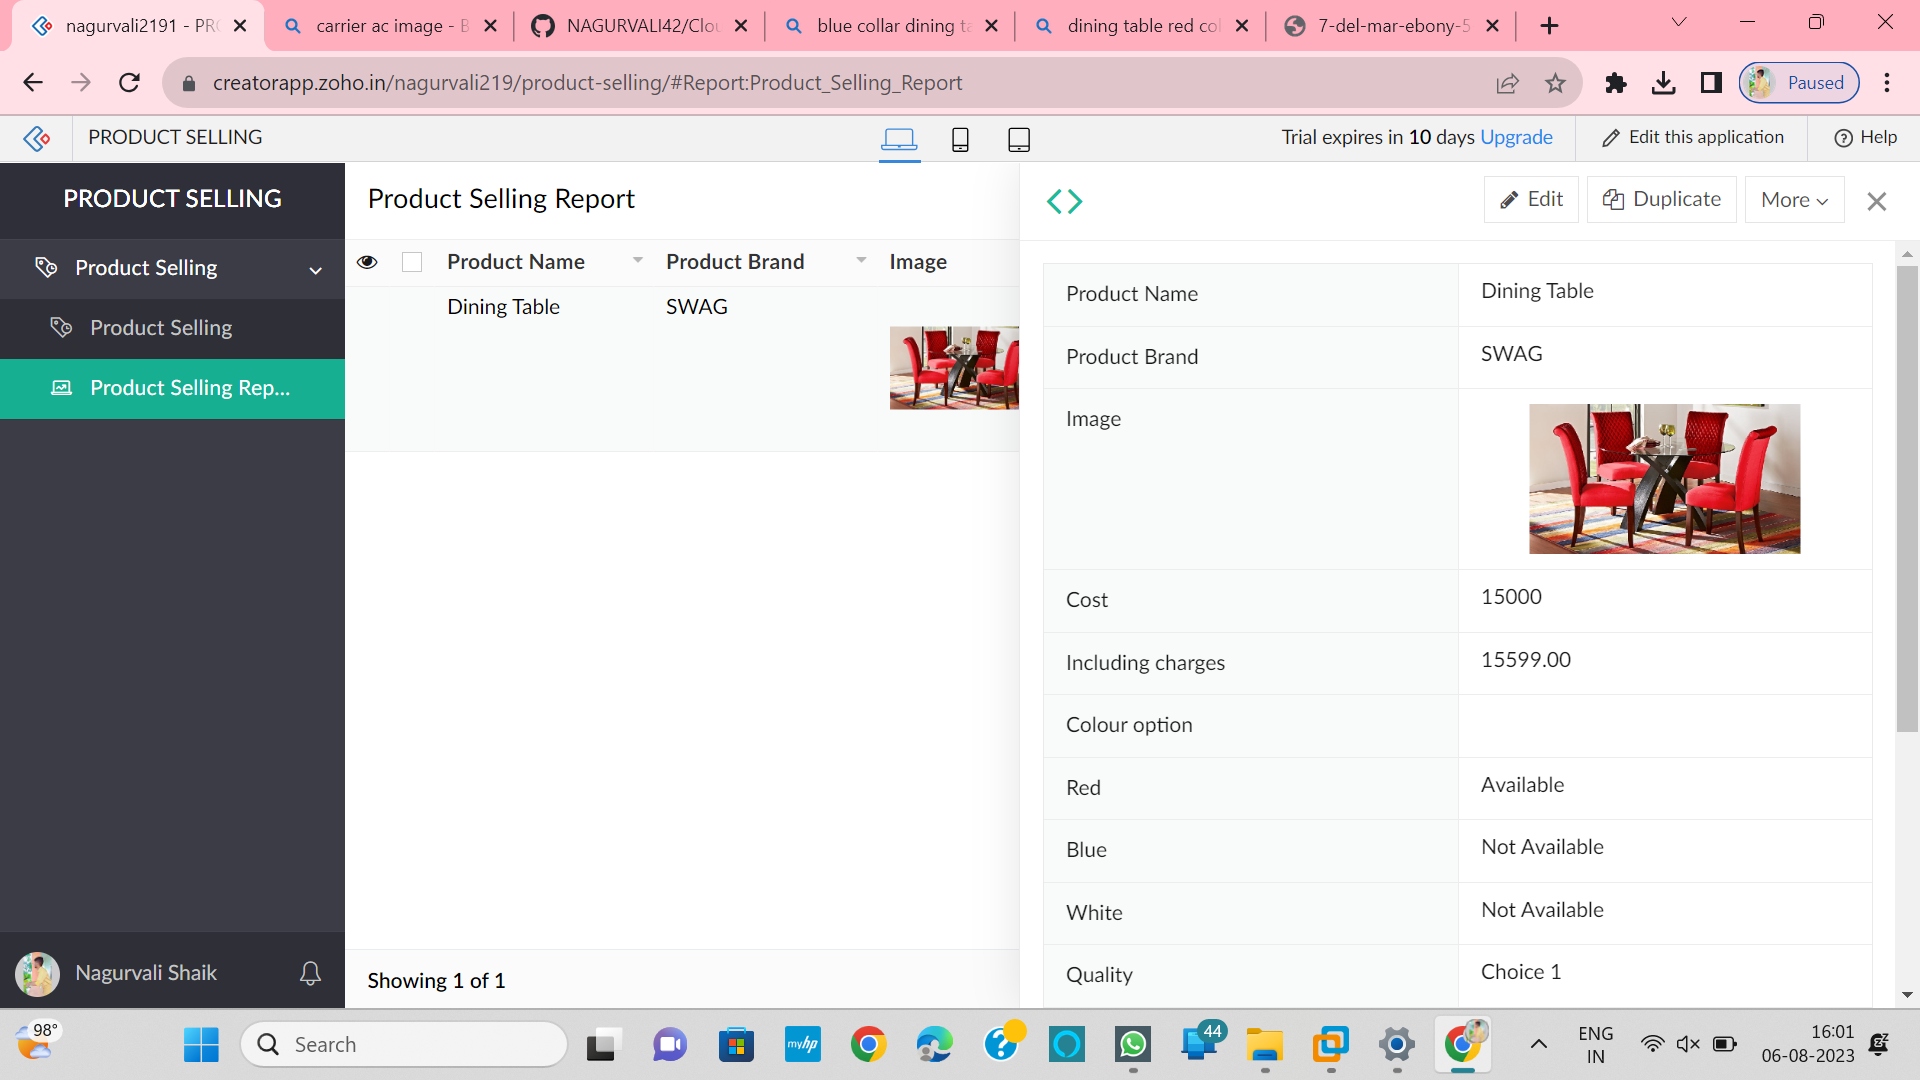 nagurvali2191 - PR
carrier ac image - B
NAGURVALI42/Clou
blue collar dining ta
dining table red col
7-del-mar-ebony-5
creatorapp.zoho.in/nagurvali219/product-selling/#Report:Product_Selling_Report
Paused
PRODUCT SELLING
Trial expires in 10 days Upgrade
Edit this application
Help
PRODUCT SELLING
Product Selling
Product Selling
Product Selling Rep...
Nagurvali Shaik
Product Selling Report
Product Name
Product Brand
Image
Dining Table
SWAG
Showing 1 of 1
Edit
Duplicate
More
Product Name
Dining Table
Product Brand
SWAG
Image
Cost
15000
Including charges
15599.00
Colour option
Red
Available
Blue
Not Available
White
Not Available
Quality
Choice 1
98°
Search
myhp
44
ENG
IN
16:01
06-08-2023